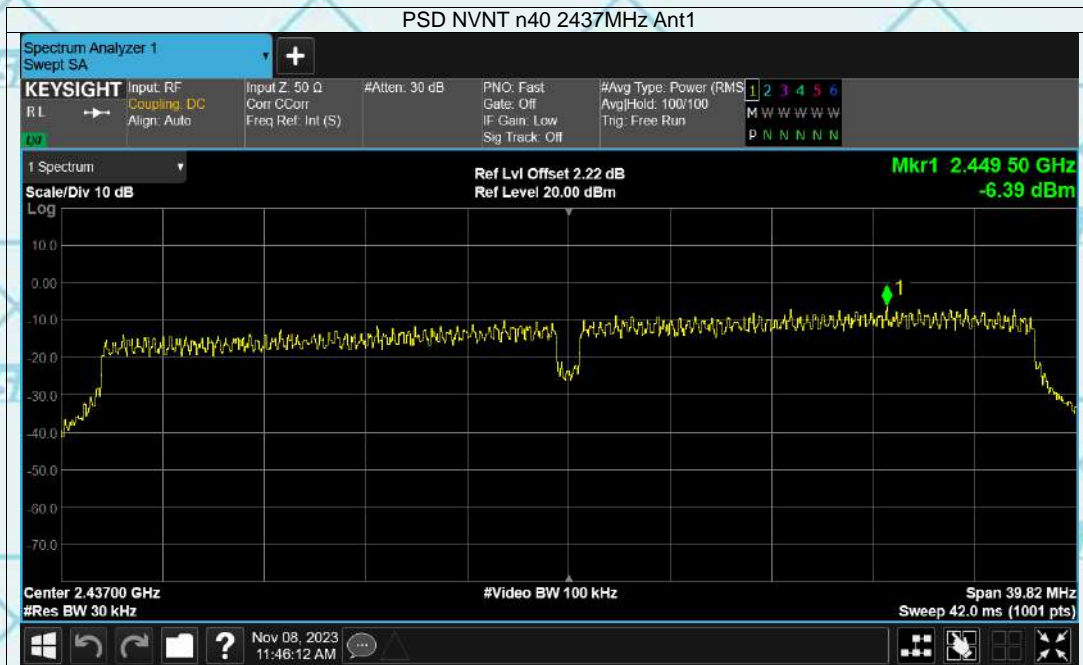 PSD NVNT n40 2437MHz Ant1
Spectrum Analyzer 1
Swept SA
+
KEYSIGHT
R L
LXI
Input: RF
Coupling: DC
Align: Auto
Input Z: 50 Ω
Corr CCorr
Freq Ref: Int (S)
#Atten: 30 dB
PNO: Fast
Gate: Off
IF Gain: Low
Sig Track: Off
#Avg Type: Power (RMS
Avg|Hold: 100/100
Trig: Free Run
1 2 3 4 5 6
M W W W W W
P N N N N N
1 Spectrum
Scale/Div 10 dB
Ref Lvl Offset 2.22 dB
Ref Level 20.00 dBm
Mkr1 2.449 50 GHz
-6.39 dBm
Log
10.0
0.00
-10.0
-20.0
-30.0
-40.0
-50.0
-60.0
-70.0
1
Center 2.43700 GHz
#Res BW 30 kHz
#Video BW 100 kHz
Span 39.82 MHz
Sweep 42.0 ms (1001 pts)
?
Nov 08, 2023
11:46:12 AM